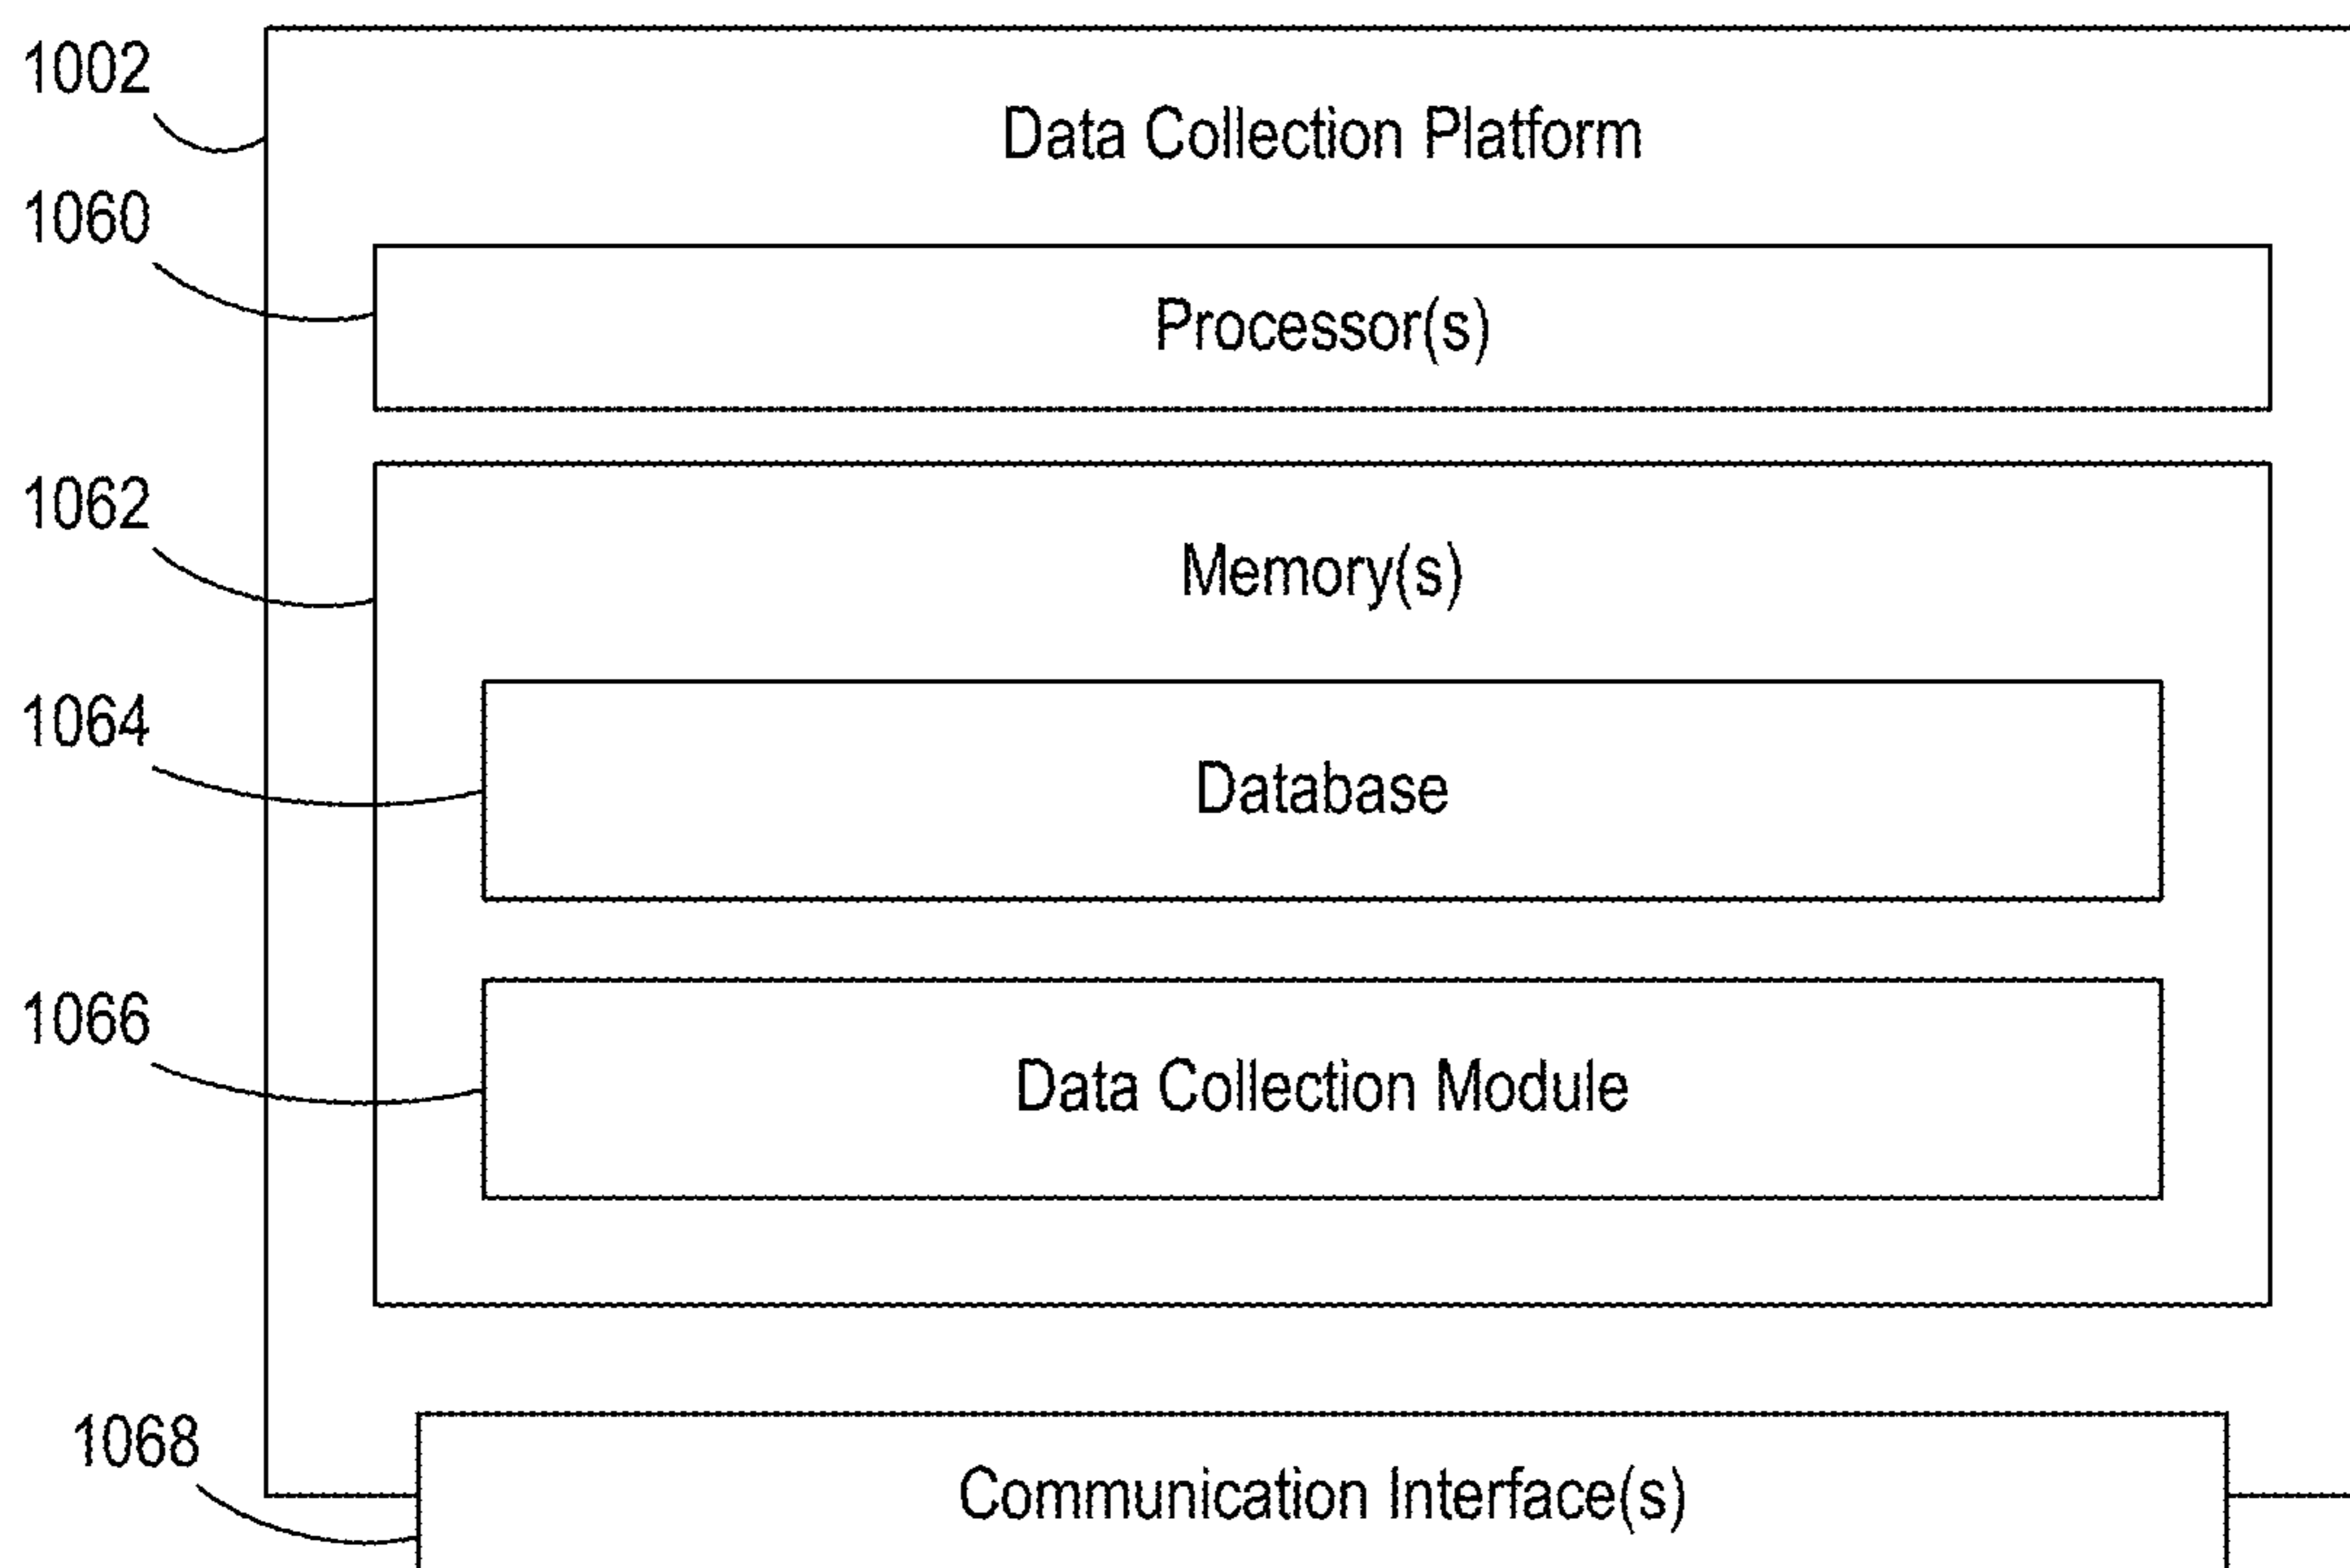 1002
Data Collection Platform
1060
Processor(s)
1062
Memory(s)
1064
Database
1066
Data Collection Module
1068
Communication Interface(s)